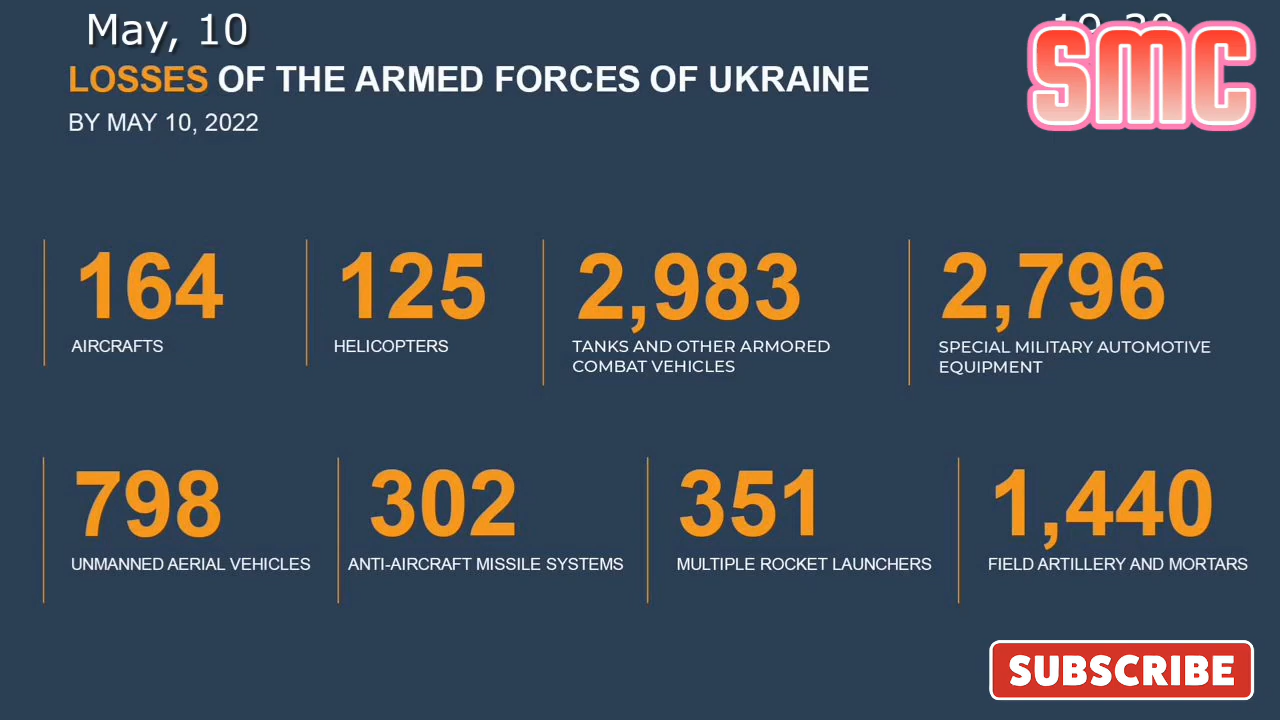 May, 10
SMC
LOSSES OF THE ARMED FORCES OF UKRAINE
BY MAY 10, 2022
164
AIRCRAFTS
125
HELICOPTERS
2,983
TANKS AND OTHER ARMORED
COMBAT VEHICLES
2,796
SPECIAL MILITARY AUTOMOTIVE
EQUIPMENT
798
UNMANNED AERIAL VEHICLES
302
ANTI-AIRCRAFT MISSILE SYSTEMS
351
MULTIPLE ROCKET LAUNCHERS
1,440
FIELD ARTILLERY AND MORTARS
SUBSCRIBE